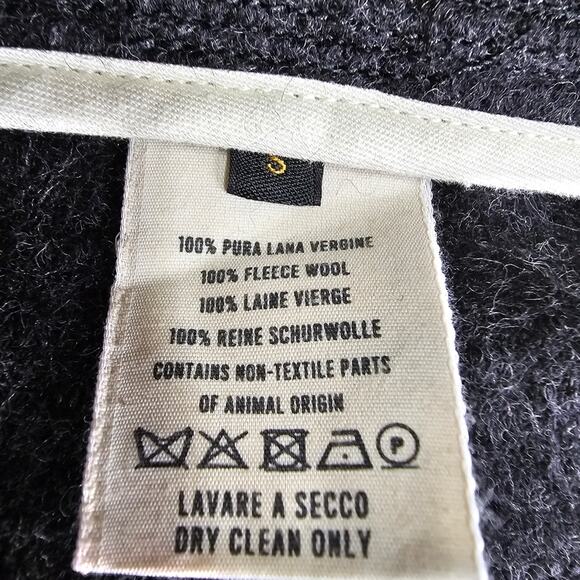 S
100% PURA LANA VERGINE
100% FLEECE WOOL
100% LAINE VIERGE
100% REINE SCHURWOLLE
CONTAINS NON-TEXTILE PARTS
OF ANIMAL ORIGIN
P
LAVARE A SECCO
DRY CLEAN ONLY